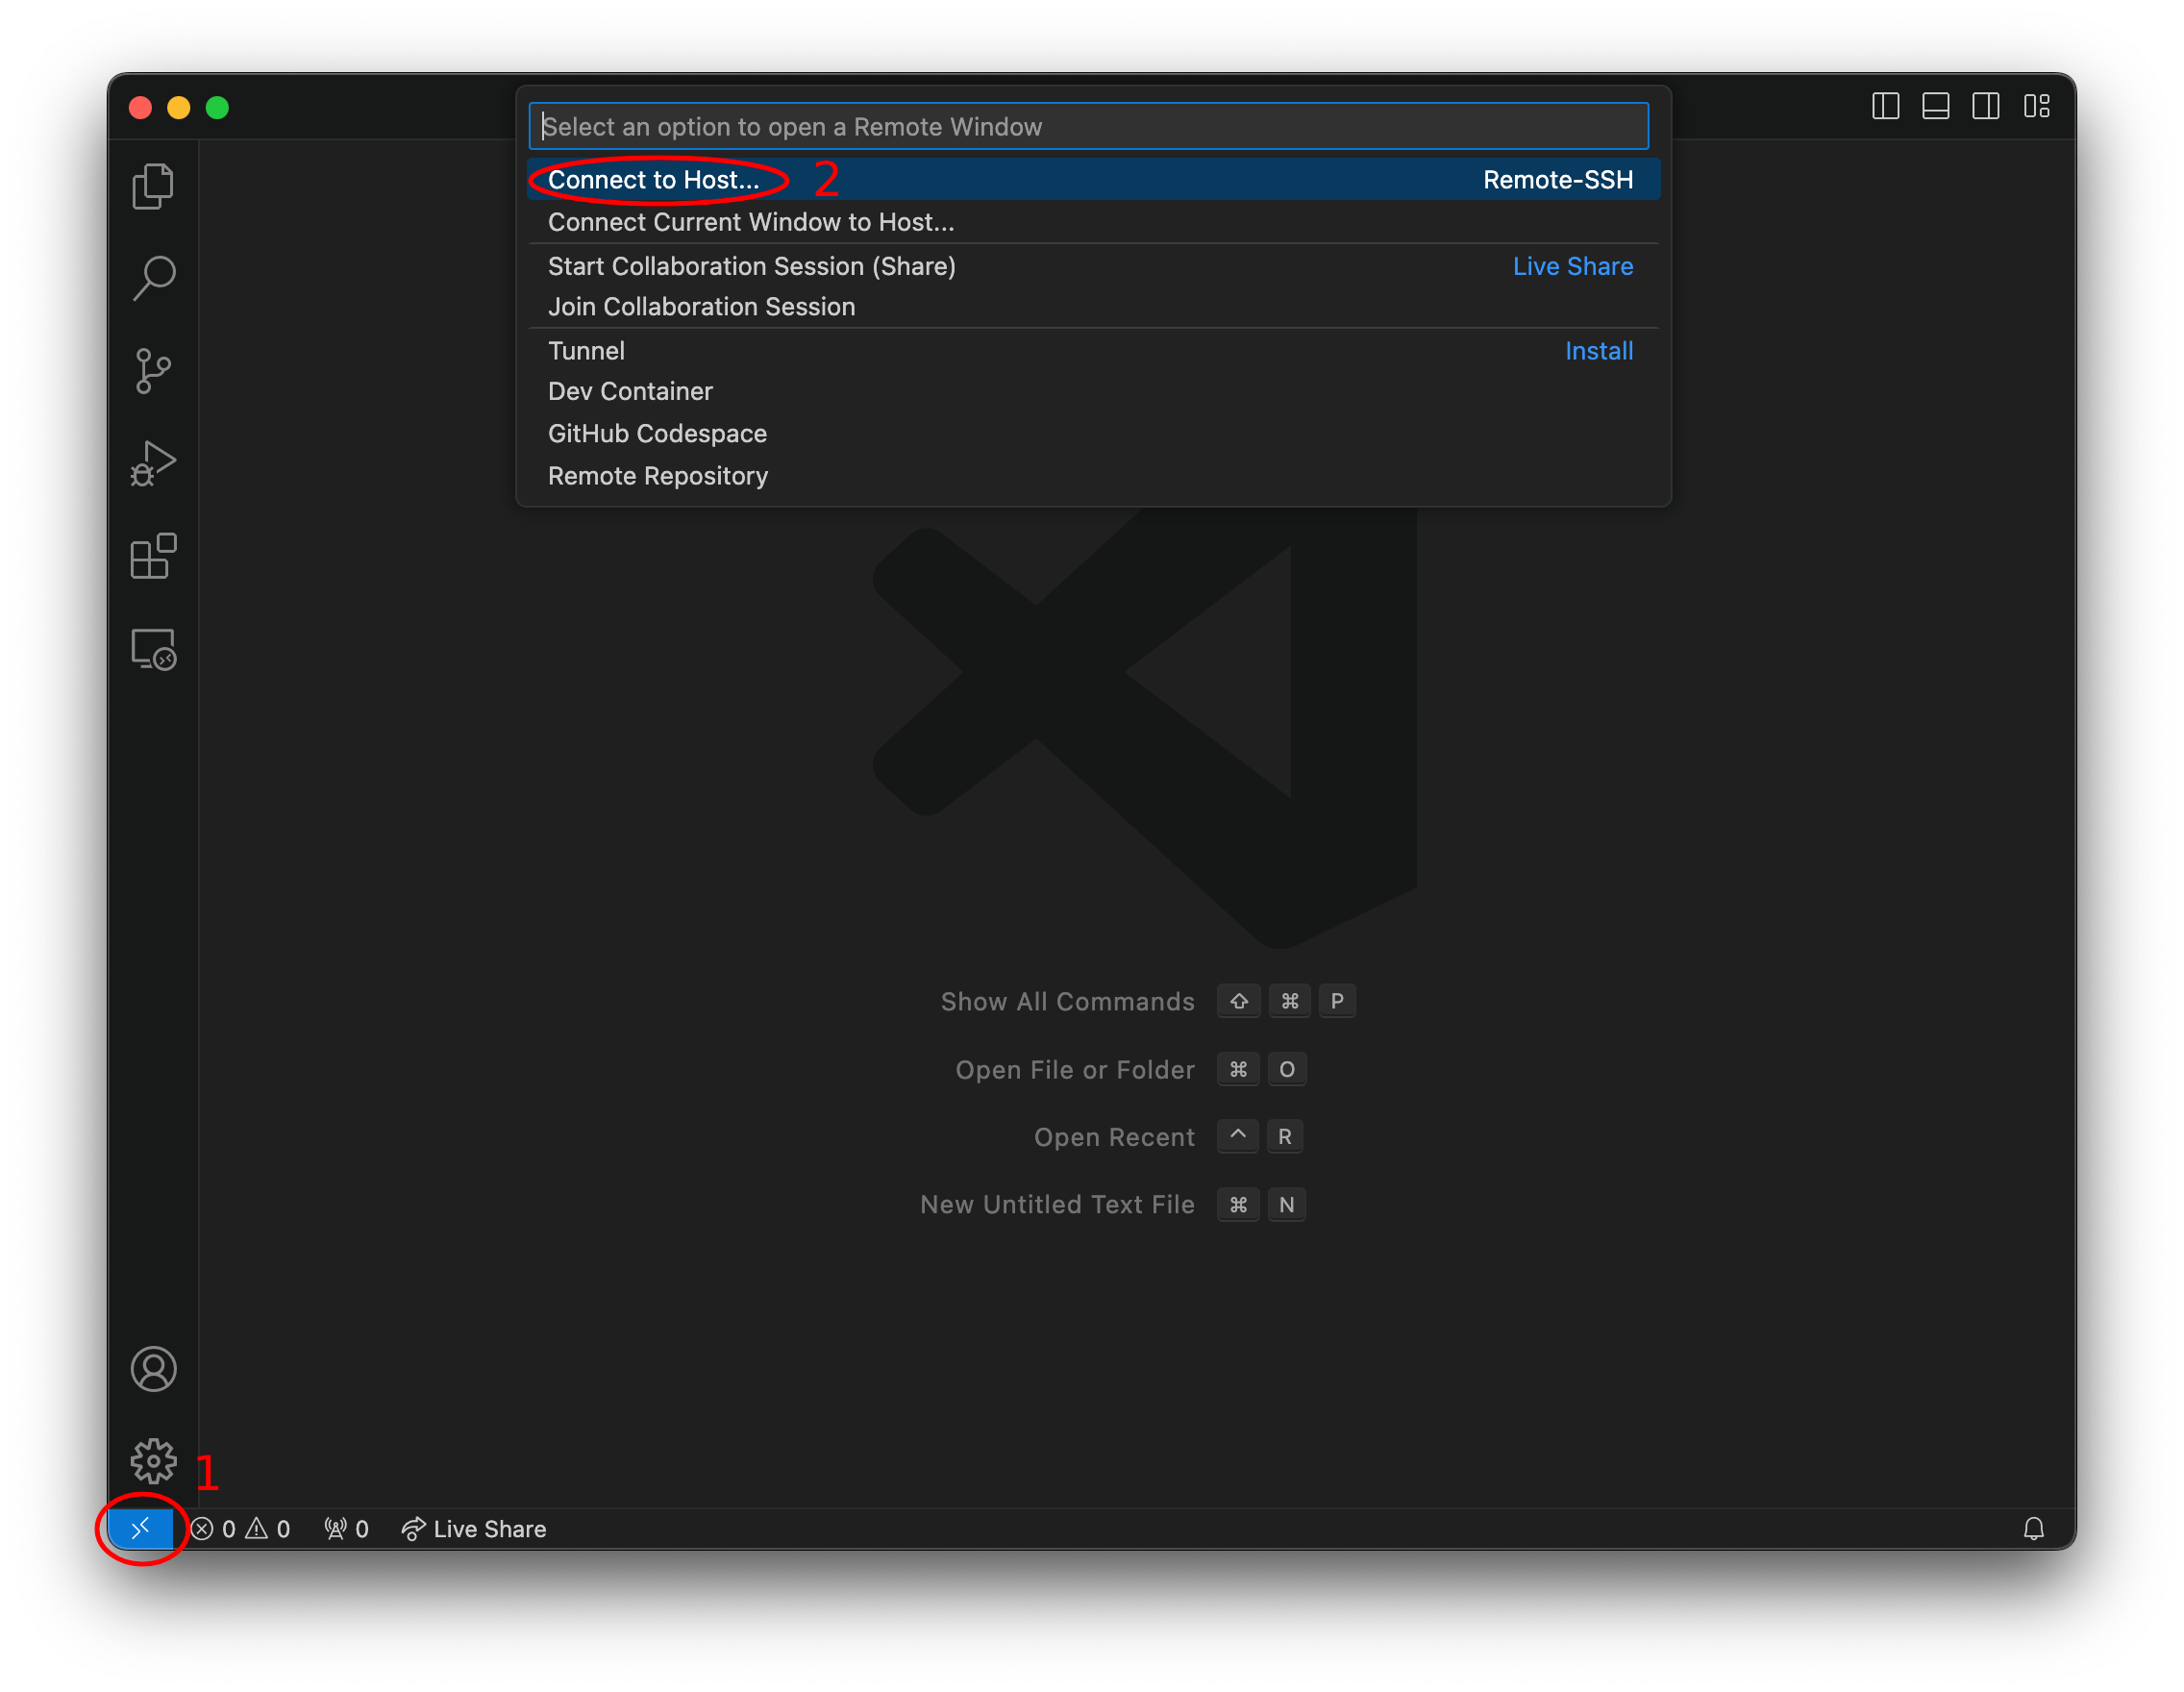 Select an option to open a Remote Window
Connect to Host... 2 Remote-SSH
Connect Current Window to Host...
Start Collaboration Session (Share) Live Share
Join Collaboration Session
Tunnel Install
Dev Container
GitHub Codespace
Remote Repository
Show All Commands ⇧ ⌘ P
Open File or Folder ⌘ O
Open Recent ^ R
New Untitled Text File ⌘ N
1
0 0 0 Live Share